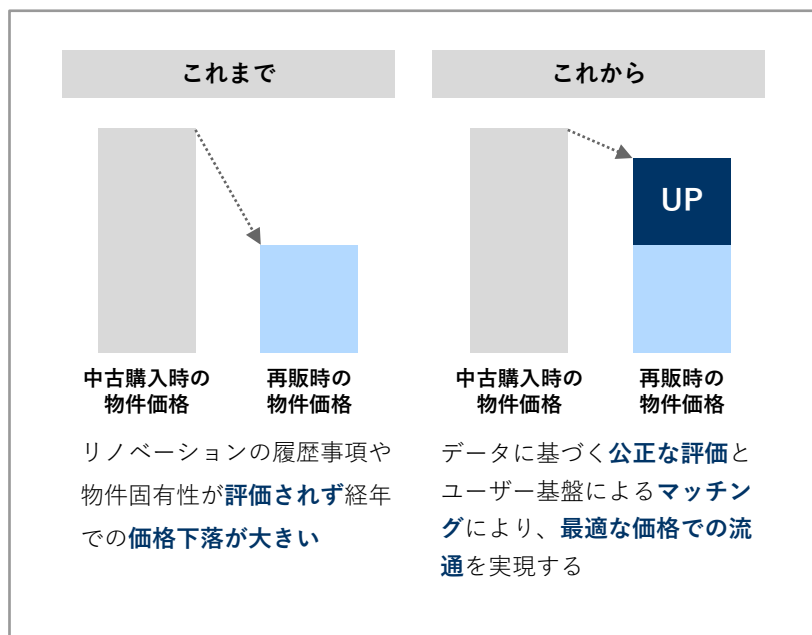 これまで
中古購入時の
物件価格
再販時の
物件価格
リノベーションの履歴事項や
物件固有性が評価されず経年
での価格下落が大きい
これから
UP
中古購入時の
物件価格
再販時の
物件価格
データに基づく公正な評価と
ユーザー基盤によるマッチン
グにより、最適な価格での流
通を実現する